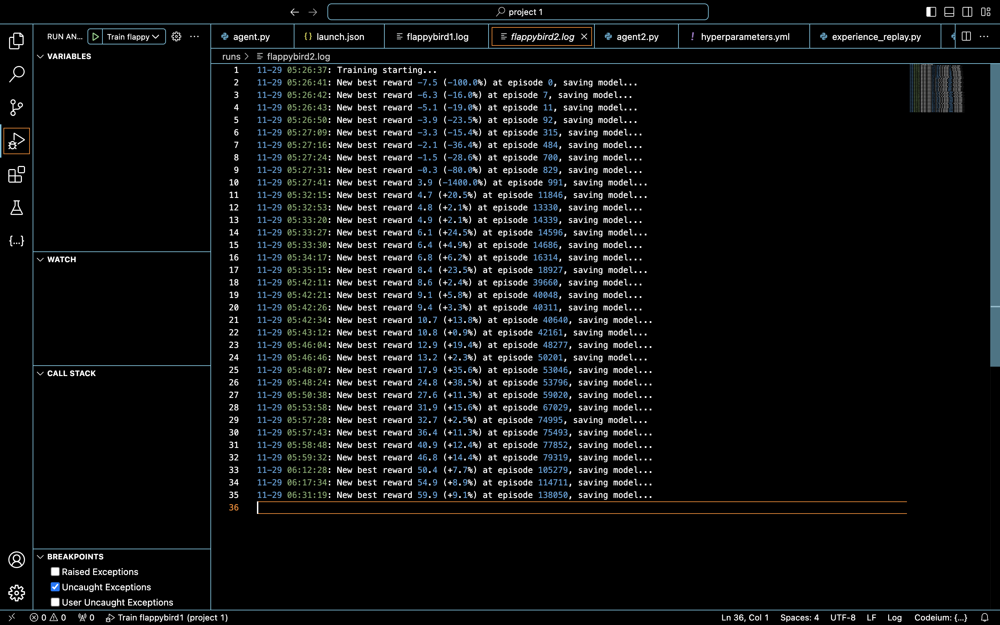 project 1
RUN AN... Train flappy
agent.py launch.json flappybird1.log flappybird2.log agent2.py hyperparameters.yml experience_replay.py
runs > flappybird2.log
VARIABLES
WATCH
CALL STACK
BREAKPOINTS
Raised Exceptions
Uncaught Exceptions
User Uncaught Exceptions
1 11-29 05:26:37: Training starting...
2 11-29 05:26:41: New best reward -7.5 (-100.0%) at episode 0, saving model...
3 11-29 05:26:42: New best reward -6.3 (-16.0%) at episode 7, saving model...
4 11-29 05:26:43: New best reward -5.1 (-19.0%) at episode 11, saving model...
5 11-29 05:26:50: New best reward -3.9 (-23.5%) at episode 92, saving model...
6 11-29 05:27:09: New best reward -3.3 (-15.4%) at episode 315, saving model...
7 11-29 05:27:16: New best reward -2.1 (-36.4%) at episode 484, saving model...
8 11-29 05:27:24: New best reward -1.5 (-28.6%) at episode 700, saving model...
9 11-29 05:27:31: New best reward -0.3 (-80.0%) at episode 829, saving model...
10 11-29 05:27:41: New best reward 3.9 (-1400.0%) at episode 991, saving model...
11 11-29 05:32:15: New best reward 4.7 (+20.5%) at episode 11846, saving model...
12 11-29 05:32:53: New best reward 4.8 (+2.1%) at episode 13330, saving model...
13 11-29 05:33:20: New best reward 4.9 (+2.1%) at episode 14339, saving model...
14 11-29 05:33:27: New best reward 6.1 (+24.5%) at episode 14596, saving model...
15 11-29 05:33:30: New best reward 6.4 (+4.9%) at episode 14686, saving model...
16 11-29 05:34:17: New best reward 6.8 (+6.2%) at episode 16314, saving model...
17 11-29 05:35:15: New best reward 8.4 (+23.5%) at episode 18927, saving model...
18 11-29 05:42:11: New best reward 8.6 (+2.4%) at episode 39660, saving model...
19 11-29 05:42:21: New best reward 9.1 (+5.8%) at episode 40048, saving model...
20 11-29 05:42:26: New best reward 9.4 (+3.3%) at episode 40311, saving model...
21 11-29 05:42:34: New best reward 10.7 (+13.8%) at episode 40640, saving model...
22 11-29 05:43:12: New best reward 10.8 (+0.9%) at episode 42161, saving model...
23 11-29 05:46:04: New best reward 12.9 (+19.4%) at episode 48277, saving model...
24 11-29 05:46:46: New best reward 13.2 (+2.3%) at episode 50201, saving model...
25 11-29 05:48:07: New best reward 17.9 (+35.6%) at episode 53046, saving model...
26 11-29 05:48:24: New best reward 24.8 (+38.5%) at episode 53796, saving model...
27 11-29 05:50:38: New best reward 27.6 (+11.3%) at episode 59020, saving model...
28 11-29 05:53:58: New best reward 31.9 (+15.6%) at episode 67029, saving model...
29 11-29 05:57:28: New best reward 32.7 (+2.5%) at episode 74995, saving model...
30 11-29 05:57:43: New best reward 36.4 (+11.3%) at episode 75493, saving model...
31 11-29 05:58:48: New best reward 40.9 (+12.4%) at episode 77852, saving model...
32 11-29 05:59:32: New best reward 46.8 (+14.4%) at episode 79319, saving model...
33 11-29 06:12:28: New best reward 50.4 (+7.7%) at episode 105279, saving model...
34 11-29 06:17:34: New best reward 54.9 (+8.9%) at episode 114711, saving model...
35 11-29 06:31:19: New best reward 59.9 (+9.1%) at episode 138050, saving model...
36
0 0 0 Train flappybird1 (project 1) Ln 36, Col 1 Spaces: 4 UTF-8 LF Log Codeium: {...}